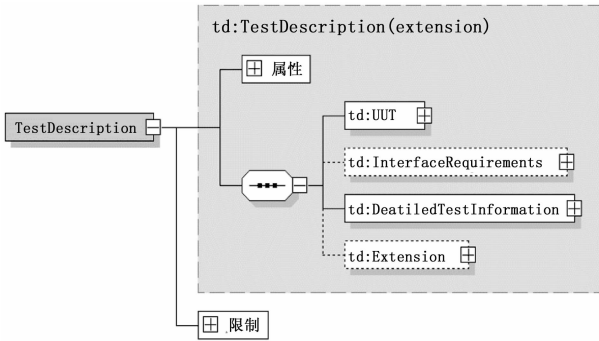 td:TestDescription(extension)
属性
TestDescription
td:UUT
td:InterfaceRequirements
td:DeatiledTestInformation
td:Extension
限制